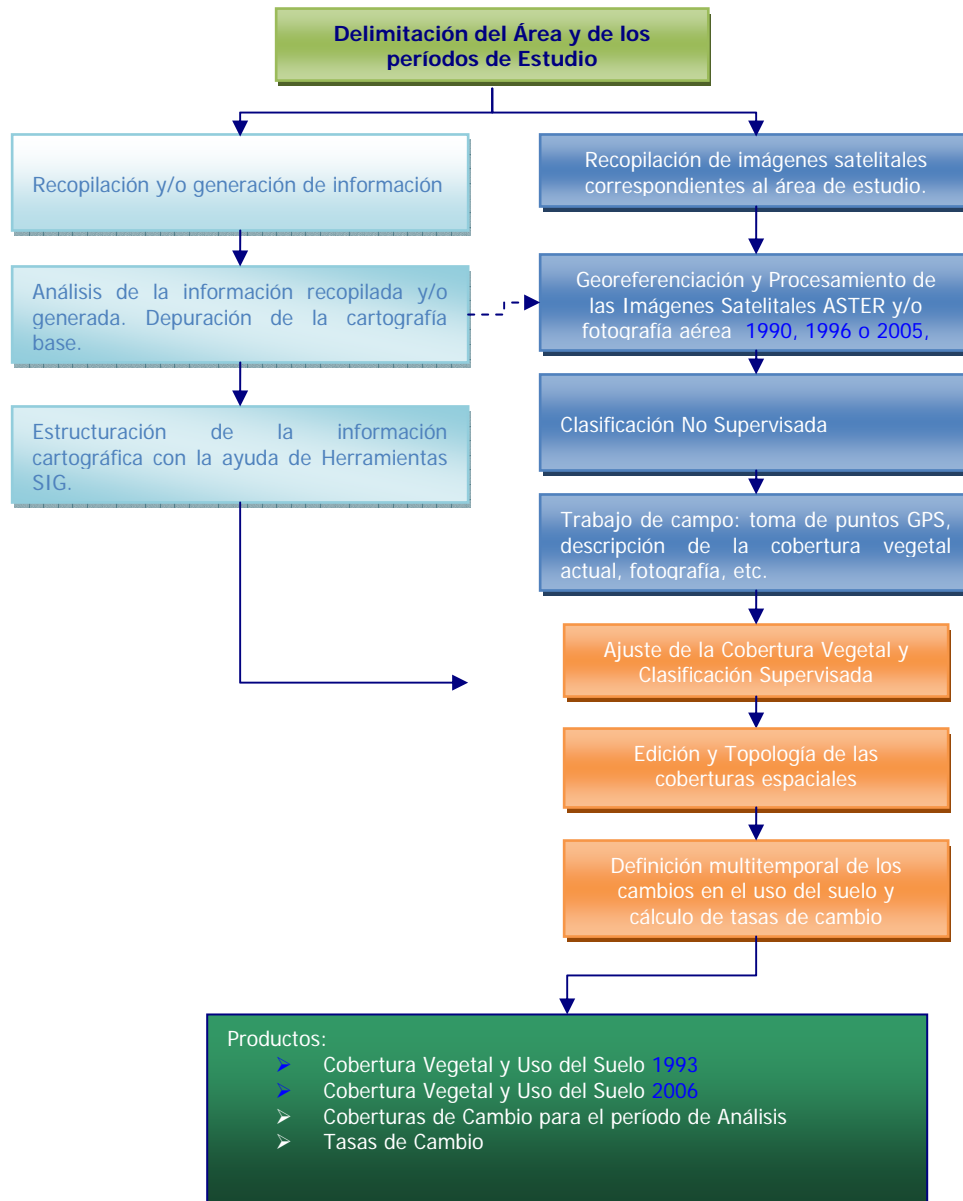 Delimitación del Área y de los
períodos de Estudio
Recopilación y/o generación de información
Análisis de la información recopilada y/o
generada. Depuración de la cartografía
base.
Estructuración de la información
cartográfica con la ayuda de Herramientas
SIG.
Recopilación de imágenes satelitales
correspondientes al área de estudio.
Georeferenciación y Procesamiento de
las Imágenes Satelitales ASTER y/o
fotografía aérea 1990, 1996 o 2005,
Clasificación No Supervisada
Trabajo de campo: toma de puntos GPS,
descripción de la cobertura vegetal
actual, fotografía, etc.
Ajuste de la Cobertura Vegetal y
Clasificación Supervisada
Edición y Topología de las
coberturas espaciales
Definición multitemporal de los
cambios en el uso del suelo y
cálculo de tasas de cambio
Productos:
➢ Cobertura Vegetal y Uso del Suelo 1993
➢ Cobertura Vegetal y Uso del Suelo 2006
➢ Coberturas de Cambio para el período de Análisis
➢ Tasas de Cambio